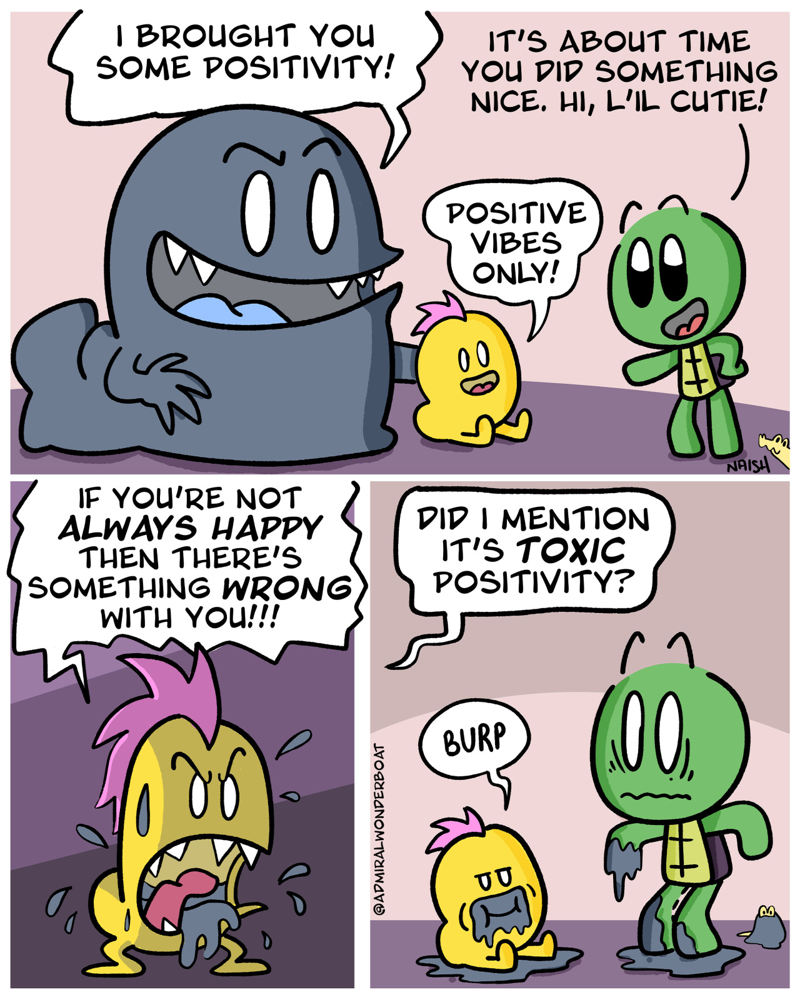 I BROUGHT YOU
SOME POSITIVITY!
IT'S ABOUT TIME
YOU DID SOMETHING
NICE. HI, L'IL CUTIE!
POSITIVE
VIBES
ONLY!
NAISH
IF YOU'RE NOT
ALWAYS HAPPY
THEN THERE'S
SOMETHING WRONG
WITH YOU!!!
DID I MENTION
IT'S TOXIC
POSITIVITY?
BURP
@ADMIRALWONDERBOAT